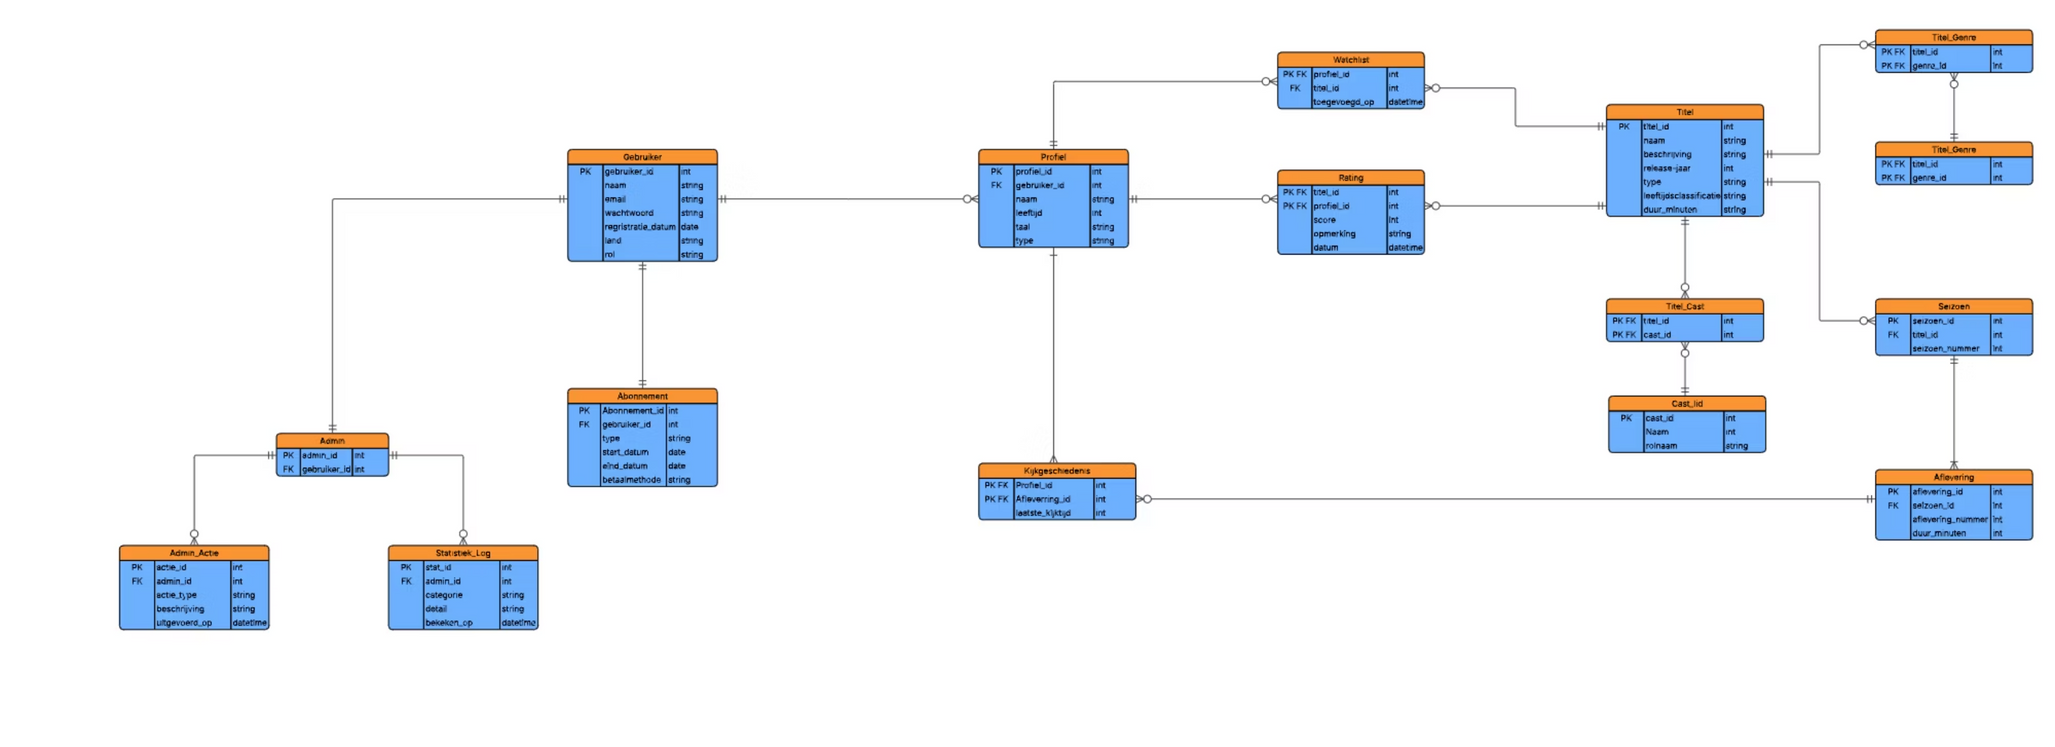 Titel_Genre
PK FK titel_id int
PK FK genre_id int
Watchlist
PK FK profiel_id int
FK titel_id int
toegevoegd_op datetime
Titel
PK titel_id int
naam string
beschrijving string
release-jaar int
type string
leeftijdsclassificatie string
duur_minuten string
Titel_Genre
PK FK titel_id int
PK FK genre_id int
Gebruiker
PK gebruiker_id int
naam string
email string
wachtwoord string
regristratie_datum date
land string
rol string
Profiel
PK profiel_id int
FK gebruiker_id int
naam string
leeftijd int
taal string
type string
Rating
PK FK titel_id int
PK FK profiel_id int
score int
opmerking string
datum datetime
Titel_Cast
PK FK titel_id int
PK FK cast_id int
Seizoen
PK seizoen_id int
FK titel_id int
seizoen_nummer int
Abonnement
PK Abonnement_id int
FK gebruiker_id int
type string
start_datum date
eind_datum date
betaalmethode string
Cast_lid
PK cast_id int
Naam int
rolnaam string
Admin
PK admin_id int
FK gebruiker_id int
Kijkgeschiedenis
PK FK Profiel_id int
PK FK Afleverring_id int
laatste_kijktijd int
Aflevering
PK aflevering_id int
FK seizoen_id int
aflevering_nummer int
duur_minuten int
Admin_Actie
PK actie_id int
FK admin_id int
actie_type string
beschrijving string
uitgevoerd_op datetime
Statistiek_Log
PK stat_id int
FK admin_id int
categorie string
detail string
bekeken_op datetime